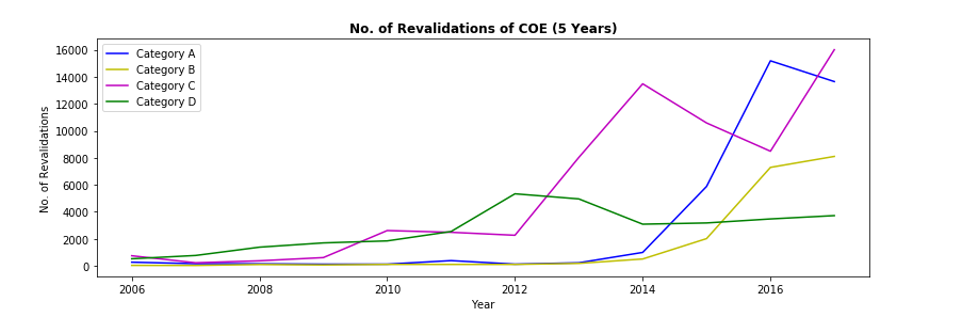 No. of Revalidations of COE (5 Years)
16000
14000
12000
10000
8000
6000
4000
2000
0
No. of Revalidations
Category A
Category B
Category C
Category D
2006 2008 2010 2012 2014 2016
Year